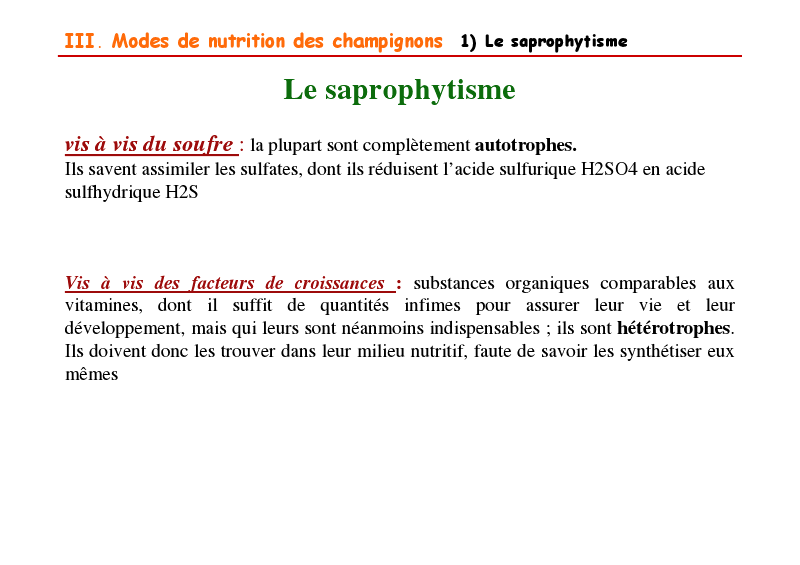 III. Modes de nutrition des champignons 1) Le saprophytisme
Le saprophytisme
vis à vis du soufre : la plupart sont complètement autotrophes.
Ils savent assimiler les sulfates, dont ils réduisent l’acide sulfurique H2SO4 en acide
sulfhydrique H2S
Vis à vis des facteurs de croissances : substances organiques comparables aux
vitamines, dont il suffit de quantités infimes pour assurer leur vie et leur
développement, mais qui leurs sont néanmoins indispensables ; ils sont hétérotrophes.
Ils doivent donc les trouver dans leur milieu nutritif, faute de savoir les synthétiser eux
mêmes